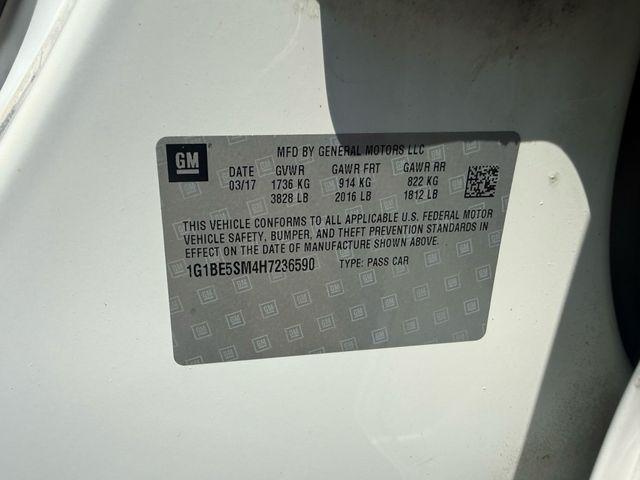 GM
MFD BY GENERAL MOTORS LLC
DATE GVWR GAWR FRT GAWR RR
03/17 1736 KG 914 KG 822 KG
3828 LB 2016 LB 1812 LB
THIS VEHICLE CONFORMS TO ALL APPLICABLE U.S. FEDERAL MOTOR
VEHICLE SAFETY, BUMPER, AND THEFT PREVENTION STANDARDS IN
EFFECT ON THE DATE OF MANUFACTURE SHOWN ABOVE.
1G1BE5SM4H7236590 TYPE: PASS CAR